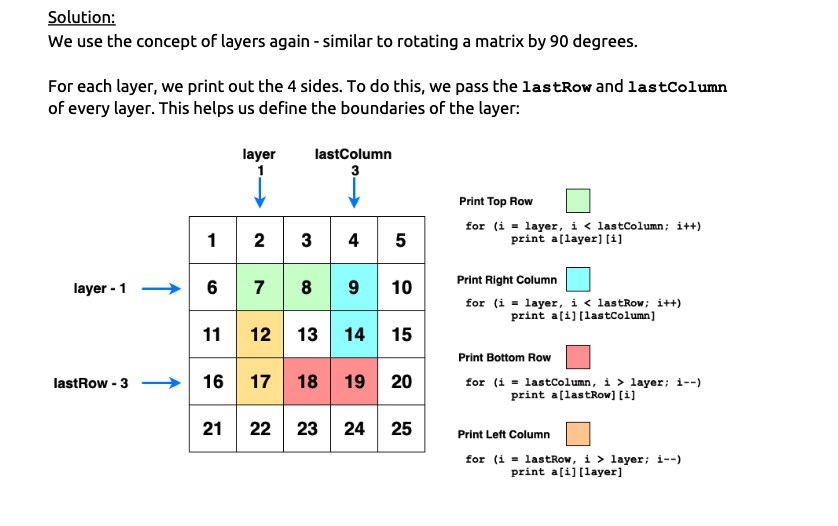 Solution:
We use the concept of layers again - similar to rotating a matrix by 90 degrees.
For each layer, we print out the 4 sides. To do this, we pass the lastRow and lastColumn
of every layer. This helps us define the boundaries of the layer:
layer lastColumn
1 3
1 2 3 4 5
layer - 1 6 7 8 9 10
11 12 13 14 15
lastRow - 3 16 17 18 19 20
21 22 23 24 25
Print Top Row
for (i = layer, i < lastColumn; i++)
print a[layer][i]
Print Right Column
for (i = layer, i < lastRow; i++)
print a[i][lastColumn]
Print Bottom Row
for (i = lastColumn, i > layer; i--)
print a[lastRow][i]
Print Left Column
for (i = lastRow, i > layer; i--)
print a[i][layer]